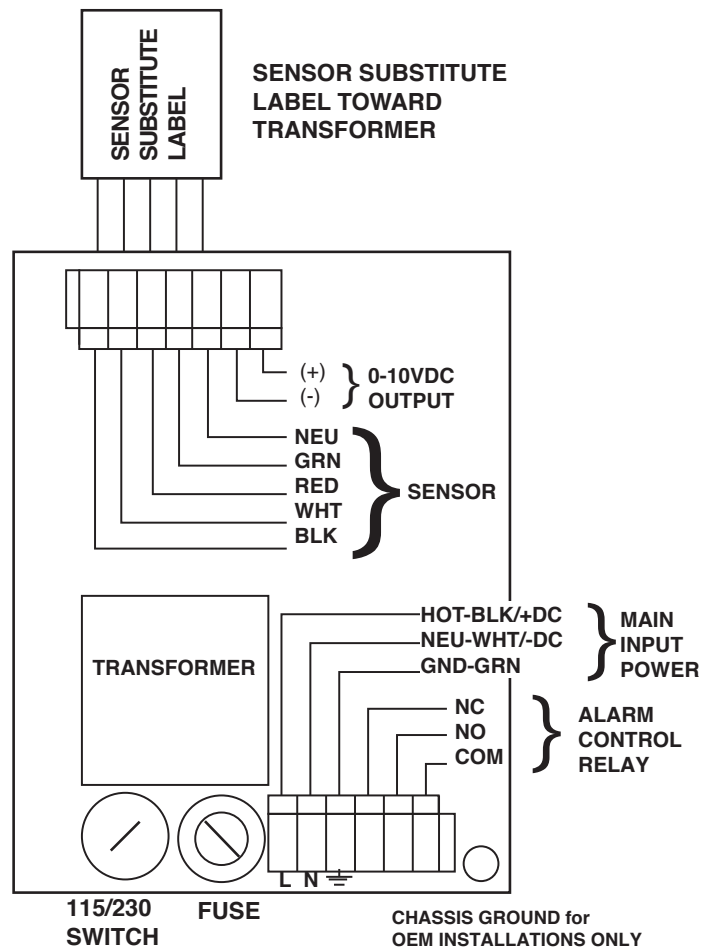 SENSOR
SUBSTITUTE
LABEL
SENSOR SUBSTITUTE
LABEL TOWARD
TRANSFORMER
(+)
(-)
0-10VDC
OUTPUT
NEU
GRN
RED
WHT
BLK
SENSOR
TRANSFORMER
HOT-BLK/+DC
NEU-WHT/-DC
GND-GRN
MAIN
INPUT
POWER
NC
NO
COM
ALARM
CONTROL
RELAY
L N
115/230
SWITCH
FUSE
CHASSIS GROUND for
OEM INSTALLATIONS ONLY